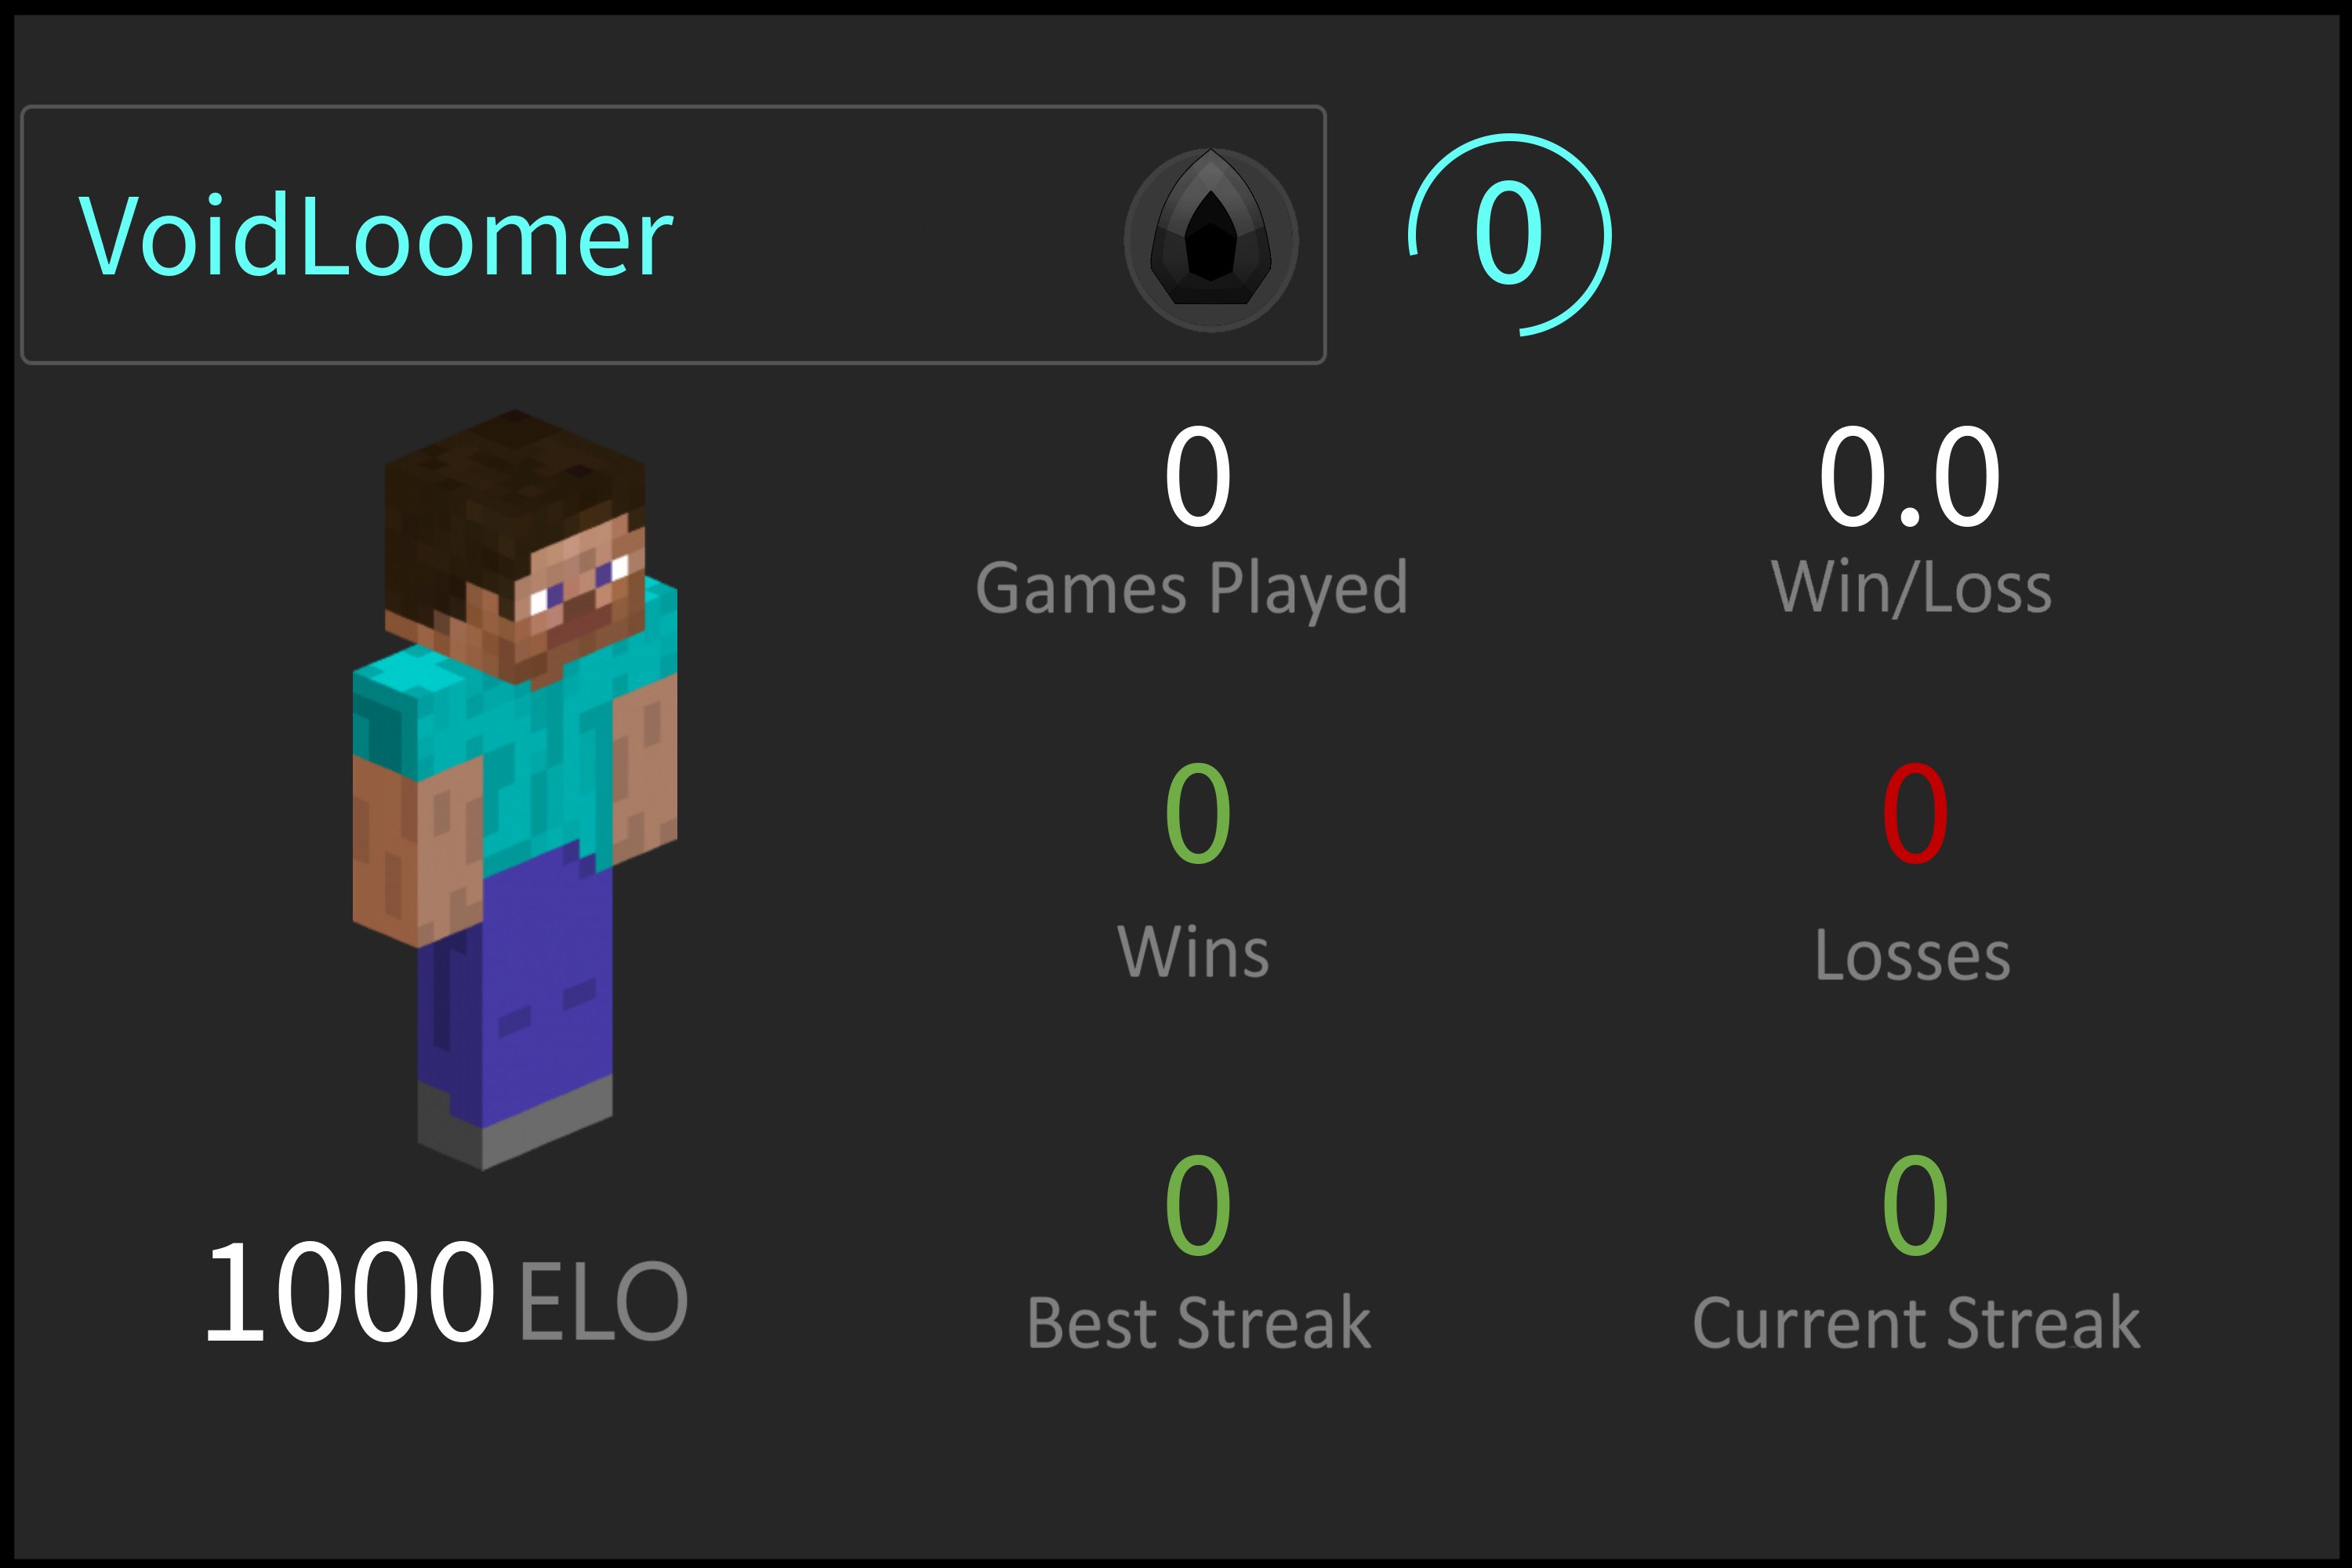 VoidLoomer
0
0
0.0
Games Played
Win/Loss
0
0
Wins
Losses
0
0
1000 ELO
Best Streak
Current Streak